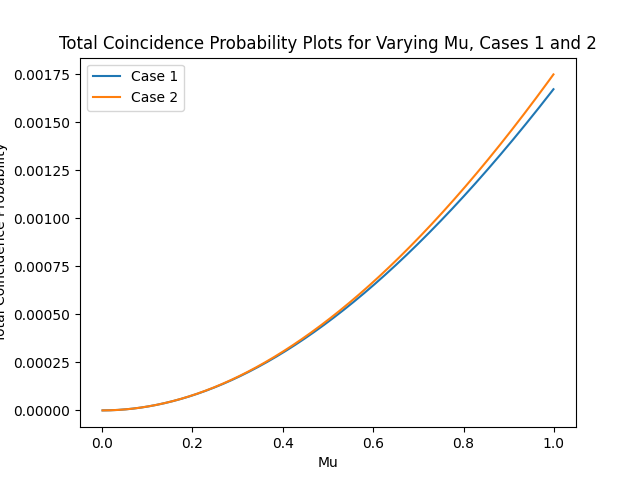 Total Coincidence Probability Plots for Varying Mu, Cases 1 and 2
Case 1
Case 2
0.00175
0.00150
0.00125
0.00100
0.00075
0.00050
0.00025
0.00000
Total Coincidence Probability
0.0 0.2 0.4 0.6 0.8 1.0
Mu